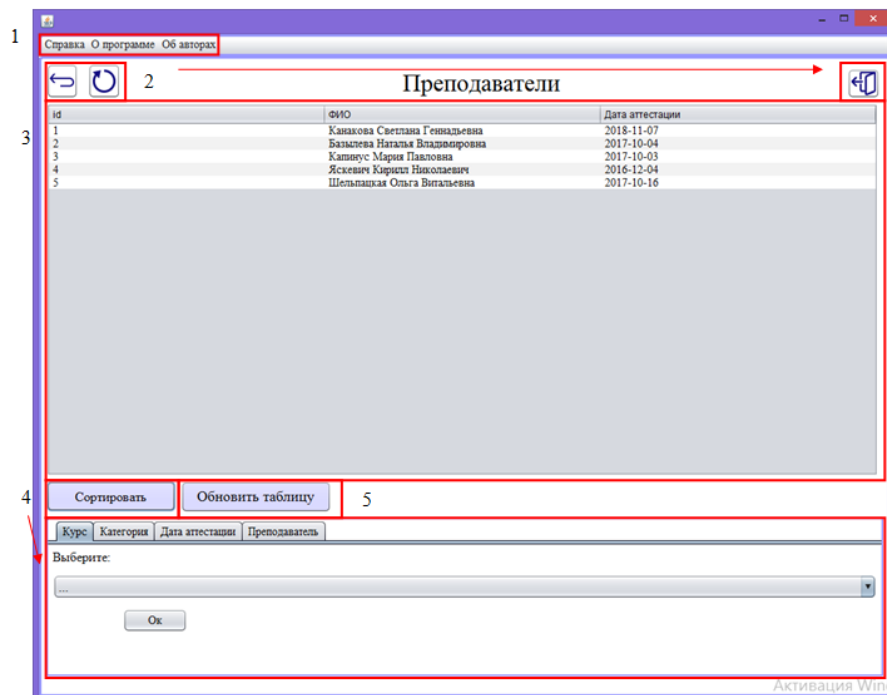 1
Справка О программе Об авторах
2
Преподаватели
3
id ФИО Дата аттестации
1 Канакова Светлана Геннадьевна 2018-11-07
2 Базылева Наталья Владимировна 2017-10-04
3 Капинус Мария Павловна 2017-10-03
4 Яскевич Кирилл Николаевич 2016-12-04
5 Шельпацкая Ольга Витальевна 2017-10-16
4
Сортировать Обновить таблицу 5
Курс Категория Дата аттестации Преподаватель
Выберите:
...
Ок
Активация Win